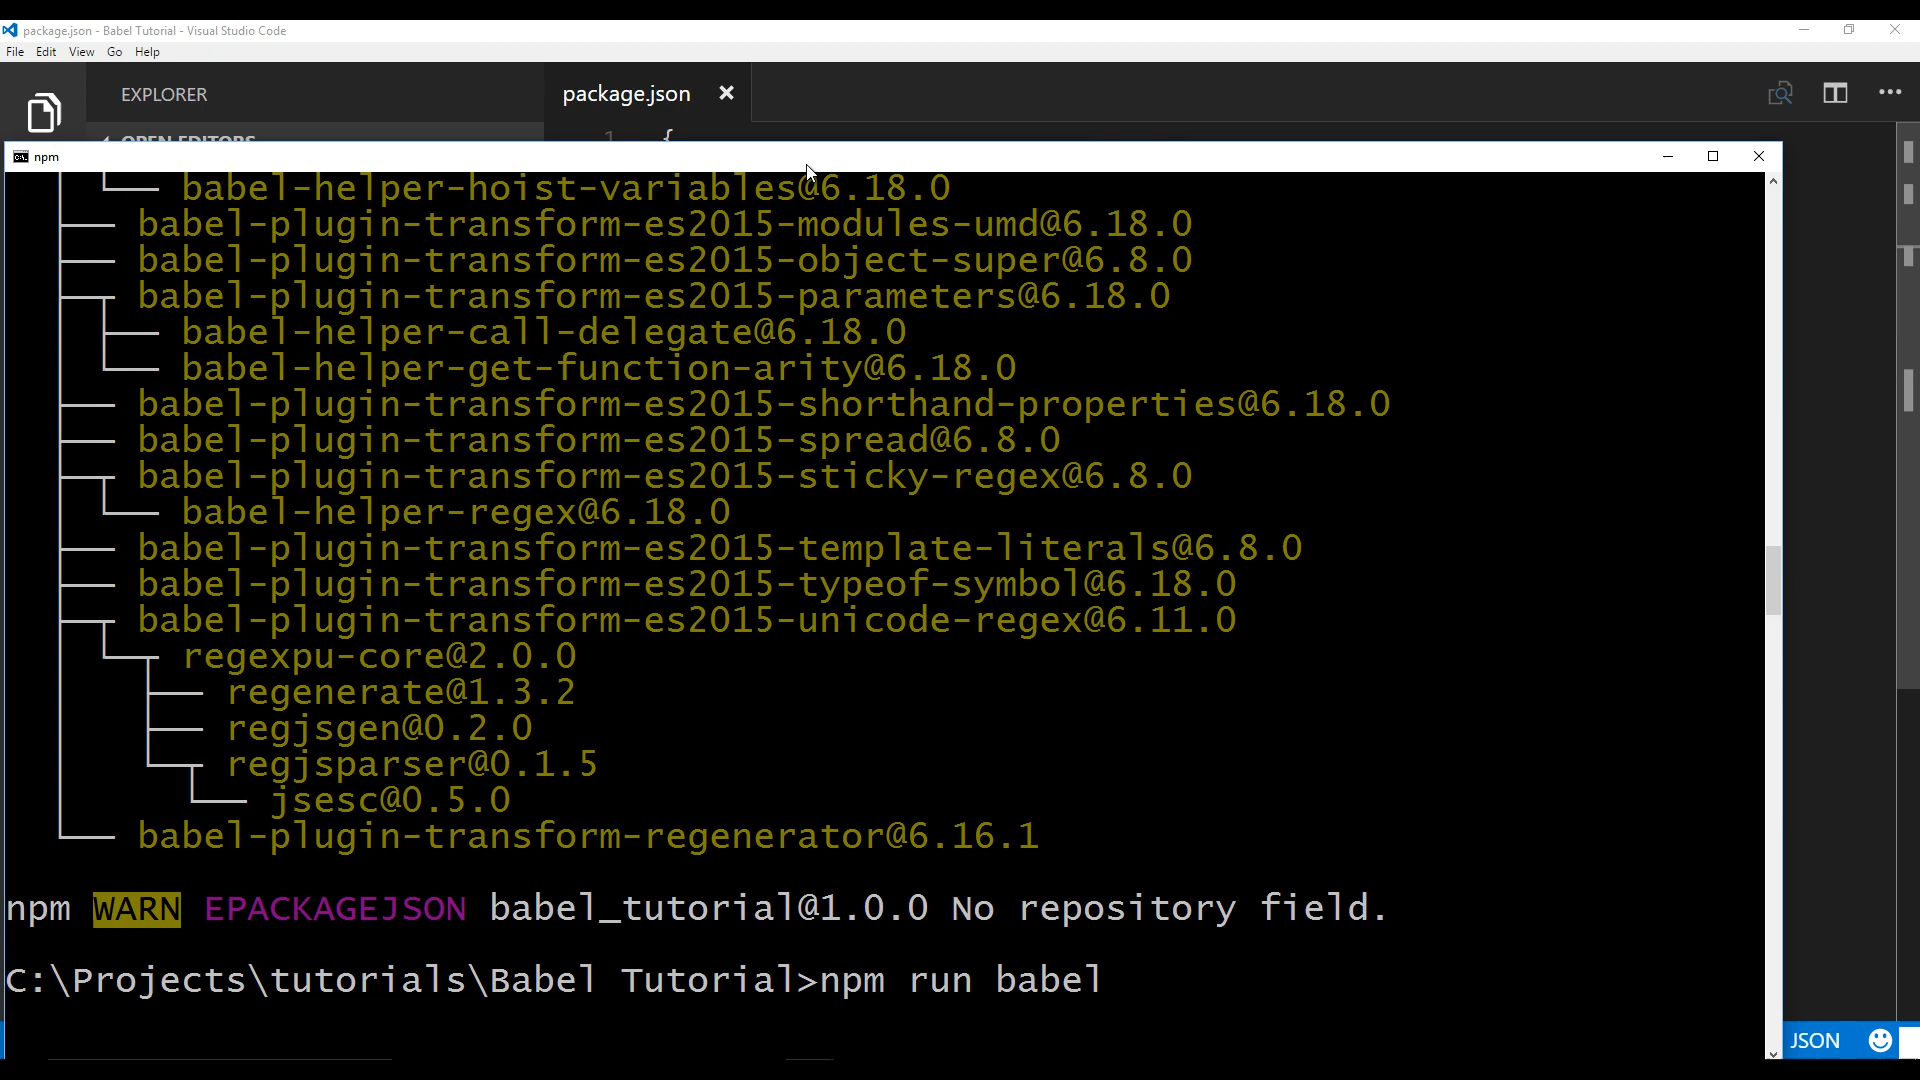 package.json - Babel Tutorial - Visual Studio Code
File Edit View Go Help
EXPLORER
package.json
OPEN EDITORS
1 {
npm
babel-helper-hoist-variables@6.18.0
babel-plugin-transform-es2015-modules-umd@6.18.0
babel-plugin-transform-es2015-object-super@6.8.0
babel-plugin-transform-es2015-parameters@6.18.0
babel-helper-call-delegate@6.18.0
babel-helper-get-function-arity@6.18.0
babel-plugin-transform-es2015-shorthand-properties@6.18.0
babel-plugin-transform-es2015-spread@6.8.0
babel-plugin-transform-es2015-sticky-regex@6.8.0
babel-helper-regex@6.18.0
babel-plugin-transform-es2015-template-literals@6.8.0
babel-plugin-transform-es2015-typeof-symbol@6.18.0
babel-plugin-transform-es2015-unicode-regex@6.11.0
regexpu-core@2.0.0
regenerate@1.3.2
regjsgen@0.2.0
regjsparser@0.1.5
jsesc@0.5.0
babel-plugin-transform-regenerator@6.16.1
npm WARN EPACKAGEJSON babel_tutorial@1.0.0 No repository field.
C:\Projects\tutorials\Babel Tutorial>npm run babel
JSON